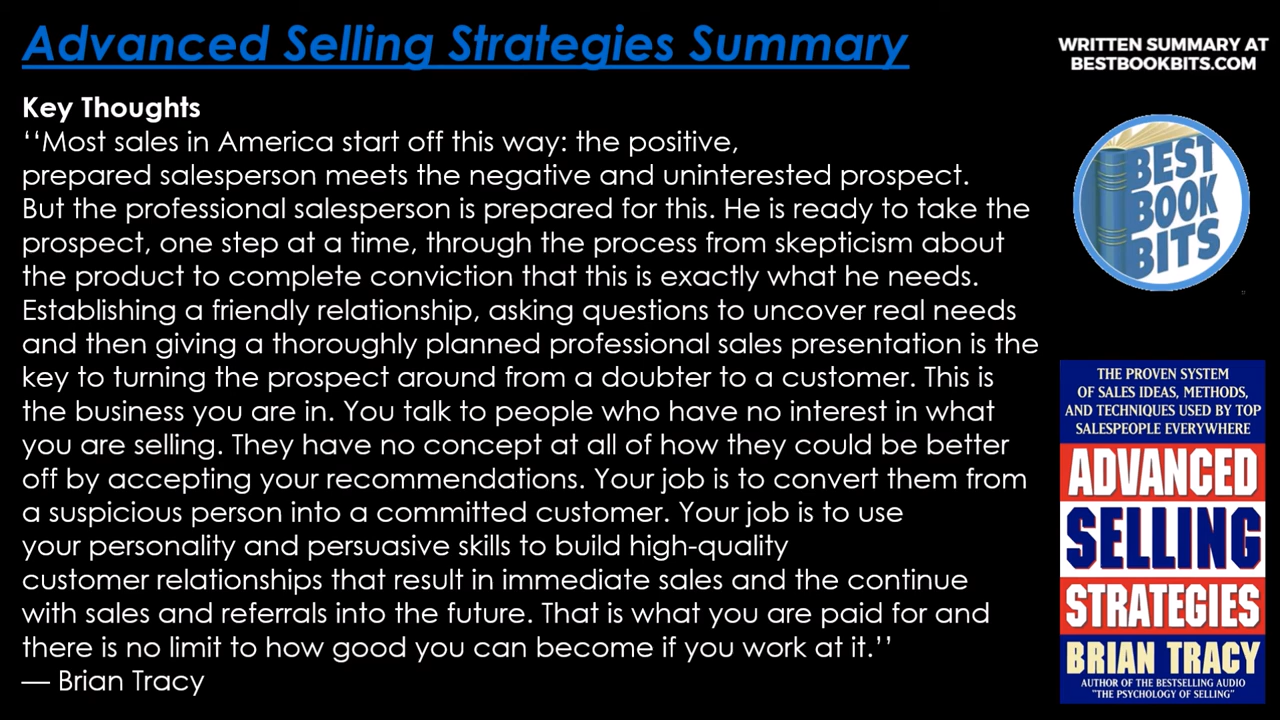 Advanced Selling Strategies Summary
WRITTEN SUMMARY AT
BESTBOOKBITS.COM
Key Thoughts
‘‘Most sales in America start off this way: the positive,
prepared salesperson meets the negative and uninterested prospect.
But the professional salesperson is prepared for this. He is ready to take the
prospect, one step at a time, through the process from skepticism about
the product to complete conviction that this is exactly what he needs.
Establishing a friendly relationship, asking questions to uncover real needs
and then giving a thoroughly planned professional sales presentation is the
key to turning the prospect around from a doubter to a customer. This is
the business you are in. You talk to people who have no interest in what
you are selling. They have no concept at all of how they could be better
off by accepting your recommendations. Your job is to convert them from
a suspicious person into a committed customer. Your job is to use
your personality and persuasive skills to build high-quality
customer relationships that result in immediate sales and the continue
with sales and referrals into the future. That is what you are paid for and
there is no limit to how good you can become if you work at it.’’
— Brian Tracy
BEST
BOOK
BITS
THE PROVEN SYSTEM
OF SALES IDEAS, METHODS,
AND TECHNIQUES USED BY TOP
SALESPEOPLE EVERYWHERE
ADVANCED
SELLING
STRATEGIES
BRIAN TRACY
AUTHOR OF THE BESTSELLING AUDIO
"THE PSYCHOLOGY OF SELLING"